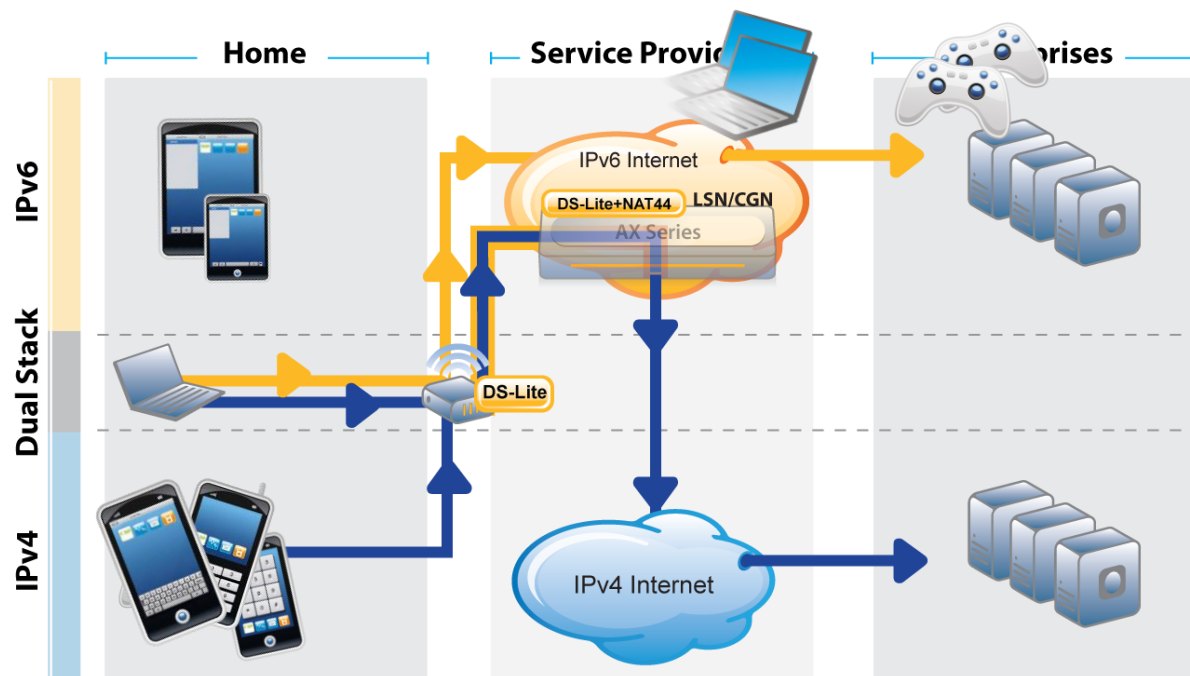 Home
Service Provi
rises
IPv6
Dual Stack
IPv4
IPv6 Internet
DS-Lite+NAT44
LSN/CGN
AX Series
DS-Lite
IPv4 Internet